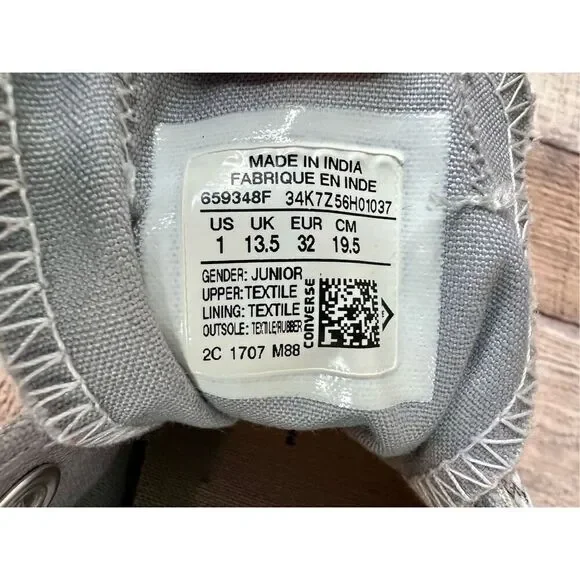 MADE IN INDIA
FABRIQUE EN INDE
659348F 34K7Z56H01037
US UK EUR CM
1 13.5 32 19.5
GENDER: JUNIOR
UPPER: TEXTILE
LINING: TEXTILE
OUTSOLE: TEXTILE/RUBBER
CONVERSE
2C 1707 M88